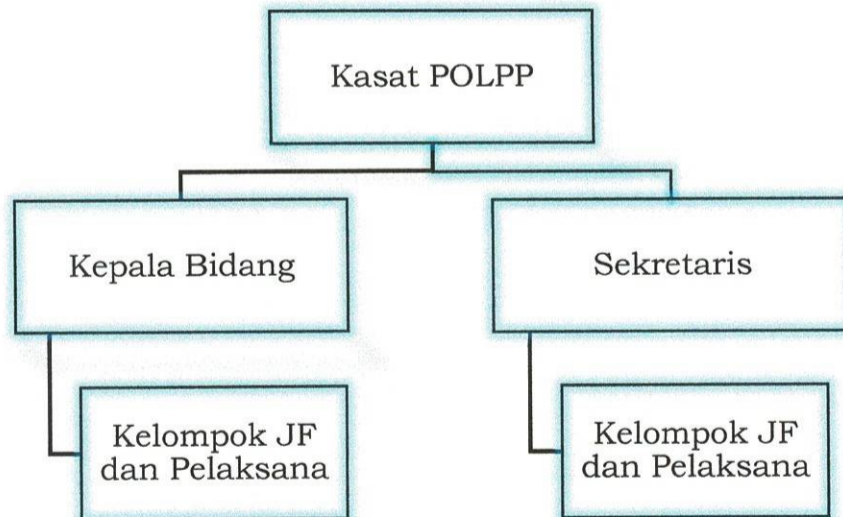 Kasat POLPP
Kepala Bidang
Sekretaris
Kelompok JF
dan Pelaksana
Kelompok JF
dan Pelaksana